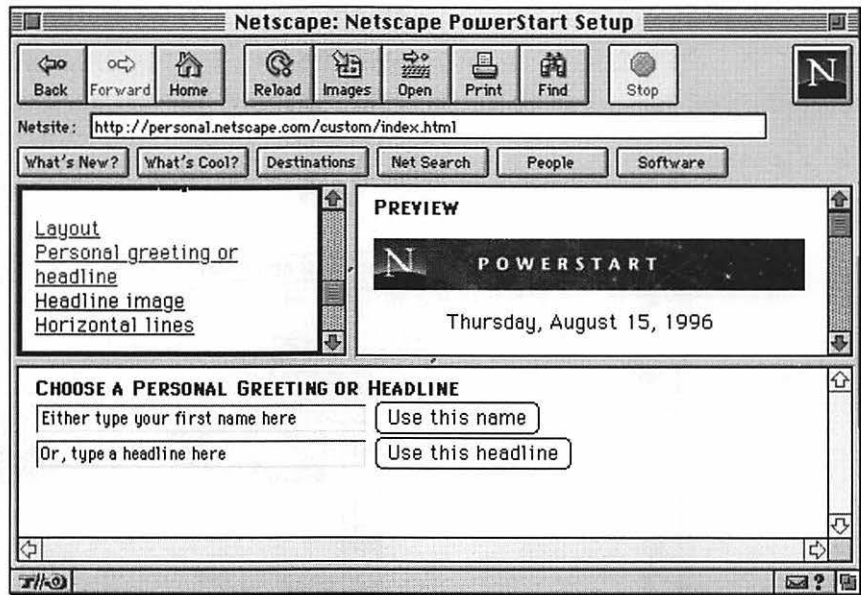 Netscape: Netscape PowerStart Setup
Back Forward Home Reload Images Open Print Find Stop N
Netsite: http://personal.netscape.com/custom/index.html
What's New? What's Cool? Destinations Net Search People Software
Layout
Personal greeting or
headline
Headline image
Horizontal lines
PREVIEW
N POWERSTART
Thursday, August 15, 1996
CHOOSE A PERSONAL GREETING OR HEADLINE
Either type your first name here Use this name
Or, type a headline here Use this headline
?